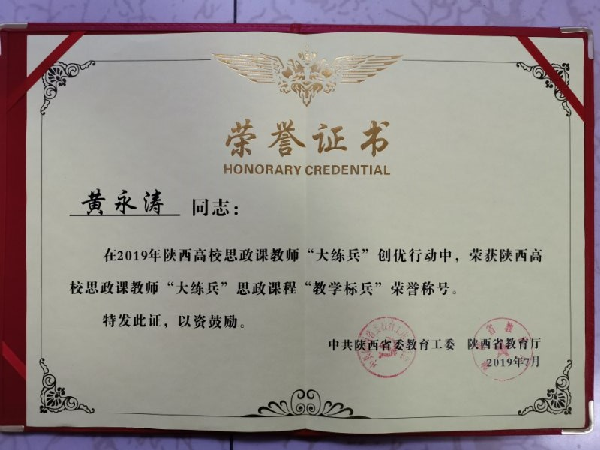 荣誉证书
HONORARY CREDENTIAL
黄永涛 同志：
在2019年陕西高校思政课教师“大练兵”创优行动中，荣获陕西高
校思政课教师“大练兵”思政课程“教学标兵”荣誉称号。
特发此证，以资鼓励。
中共陕西省委教育工委 陕西省教育厅
2019年7月